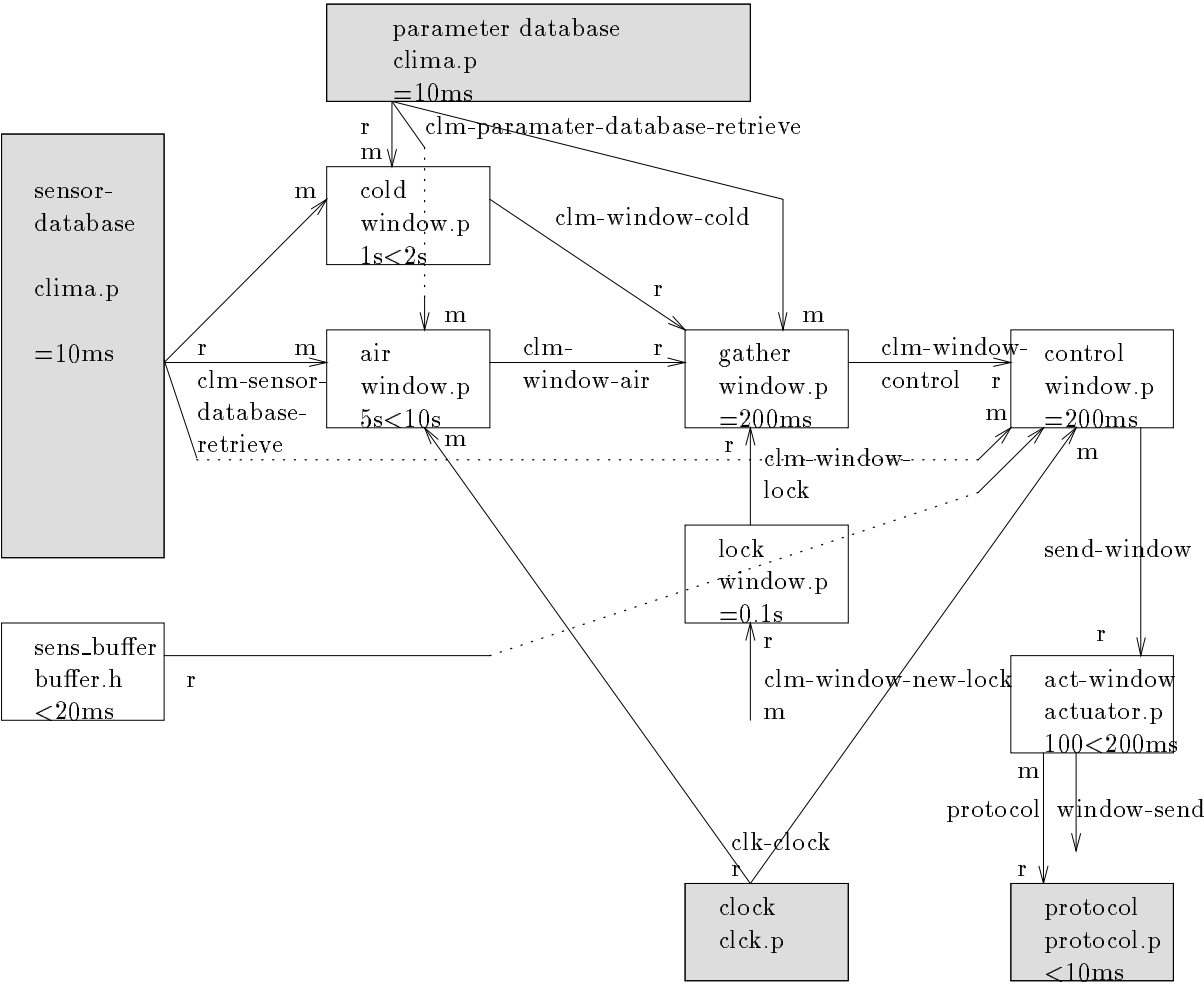 parameter database
clima.p
=10ms
r
clm-paramater-database-retrieve
m
sensor-
database
clima.p
=10ms
m
cold
window.p
1s<2s
clm-window-cold
r
m
m
r
m
air
window.p
5s<10s
clm-
window-air
r
gather
window.p
=200ms
clm-window-
control
r
m
control
window.p
=200ms
clm-sensor-
database-
retrieve
m
r
clm-window-
lock
m
lock
window.p
=0.1s
send-window
sens_buffer
buffer.h
<20ms
r
r
clm-window-new-lock
m
r
act-window
actuator.p
100<200ms
m
protocol
window-send
clk-clock
r
r
clock
clck.p
protocol
protocol.p
<10ms